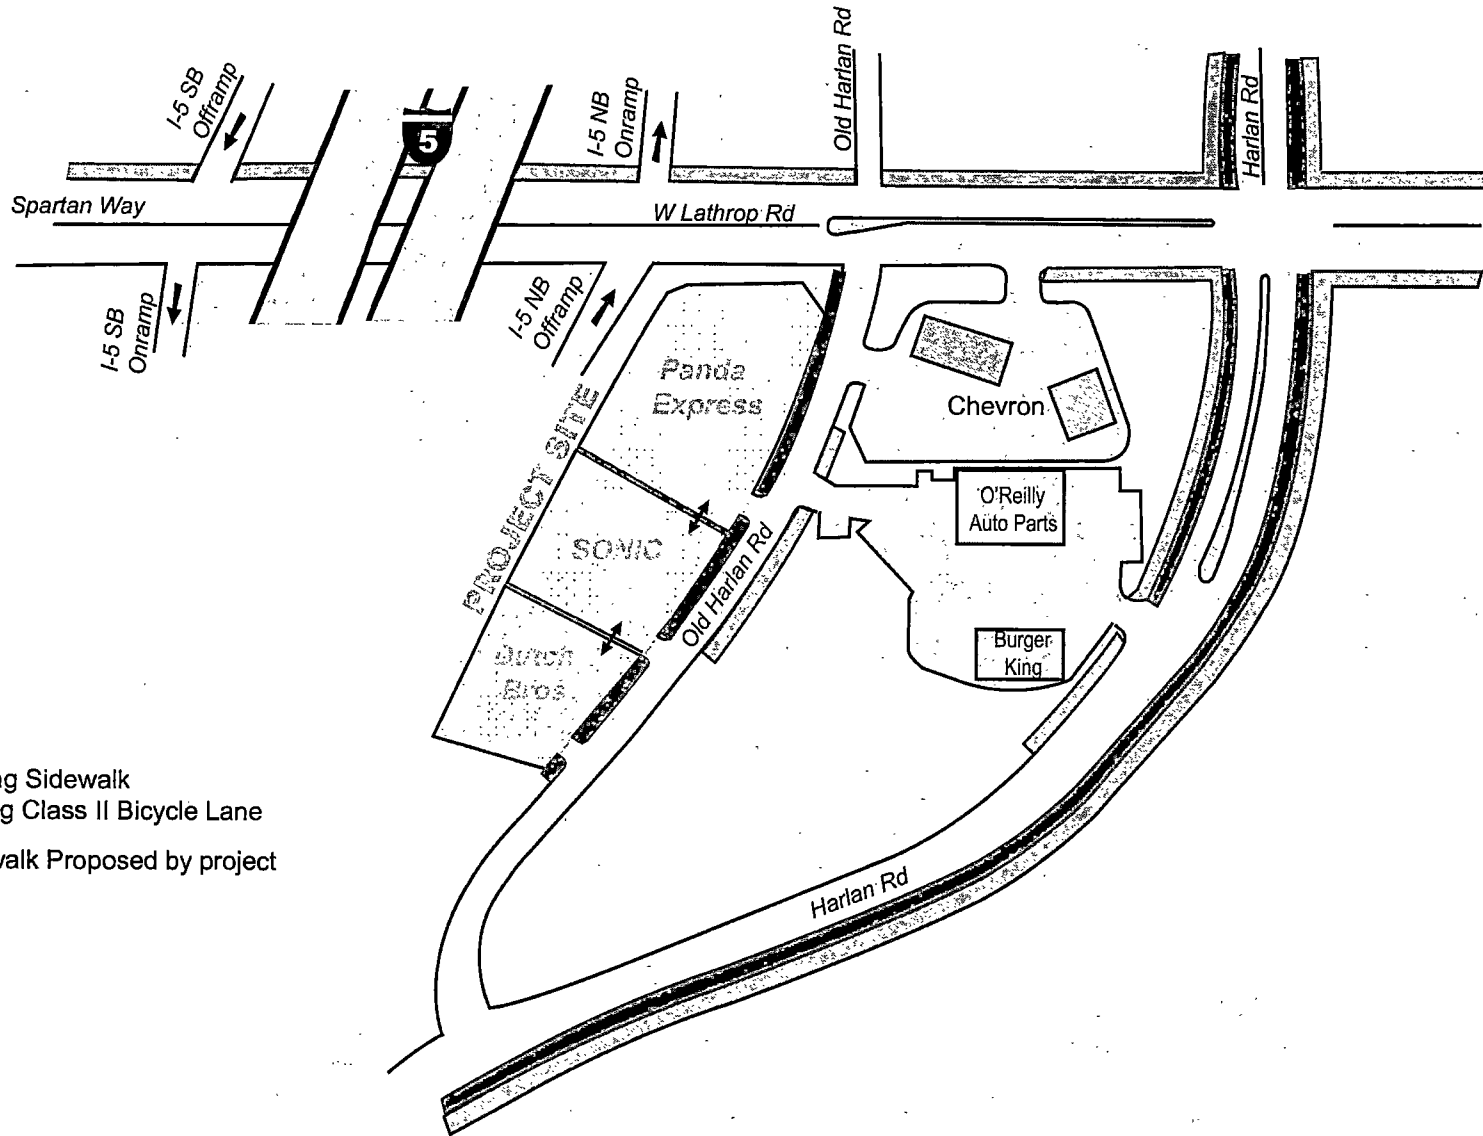 I-5 SB
Offramp
5
I-5 NB
Onramp
Old Harlan Rd
Harlan Rd
Spartan Way
W Lathrop Rd
I-5 SB
Onramp
I-5 NB
Offramp
Panda
Express
Chevron
PROJECT SITE
O'Reilly
Auto Parts
SONIC
Old Harlan Rd
Dutch
Bros
Burger
King
Sidewalk
Class II Bicycle Lane
Proposed by project
Harlan Rd